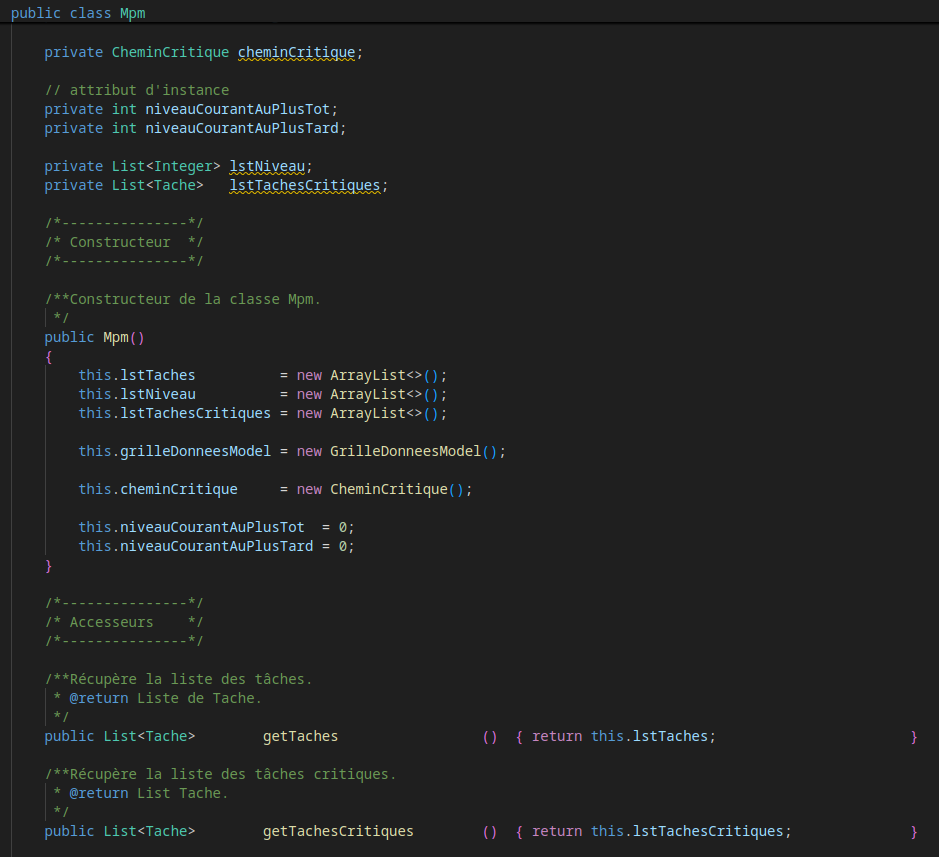 public class Mpm
private CheminCritique cheminCritique;
// attribut d'instance
private int niveauCourantAuPlusTot;
private int niveauCourantAuPlusTard;
private List<Integer> lstNiveau;
private List<Tache>   lstTachesCritiques;
/*---------------*/
/* Constructeur  */
/*---------------*/
/**Constructeur de la classe Mpm.
 */
public Mpm()
{
    this.lstTaches          = new ArrayList<>();
    this.lstNiveau          = new ArrayList<>();
    this.lstTachesCritiques = new ArrayList<>();
    this.grilleDonneesModel = new GrilleDonneesModel();
    this.cheminCritique     = new CheminCritique();
    this.niveauCourantAuPlusTot  = 0;
    this.niveauCourantAuPlusTard = 0;
}
/*---------------*/
/* Accesseurs    */
/*---------------*/
/**Récupère la liste des tâches.
 * @return Liste de Tache.
 */
public List<Tache>        getTaches                 ()  { return this.lstTaches;                       }
/**Récupère la liste des tâches critiques.
 * @return List Tache.
 */
public List<Tache>        getTachesCritiques        ()  { return this.lstTachesCritiques;              }